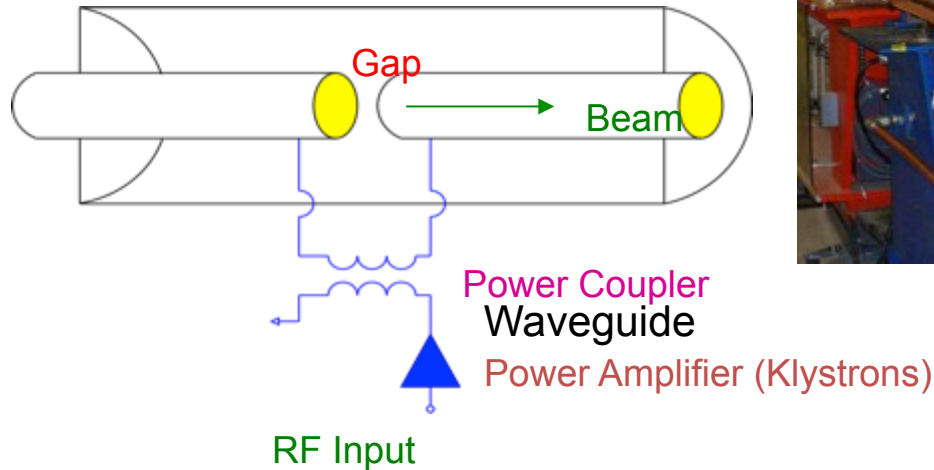 Gap
Beam
Power Coupler
Waveguide
Power Amplifier (Klystrons)
RF Input